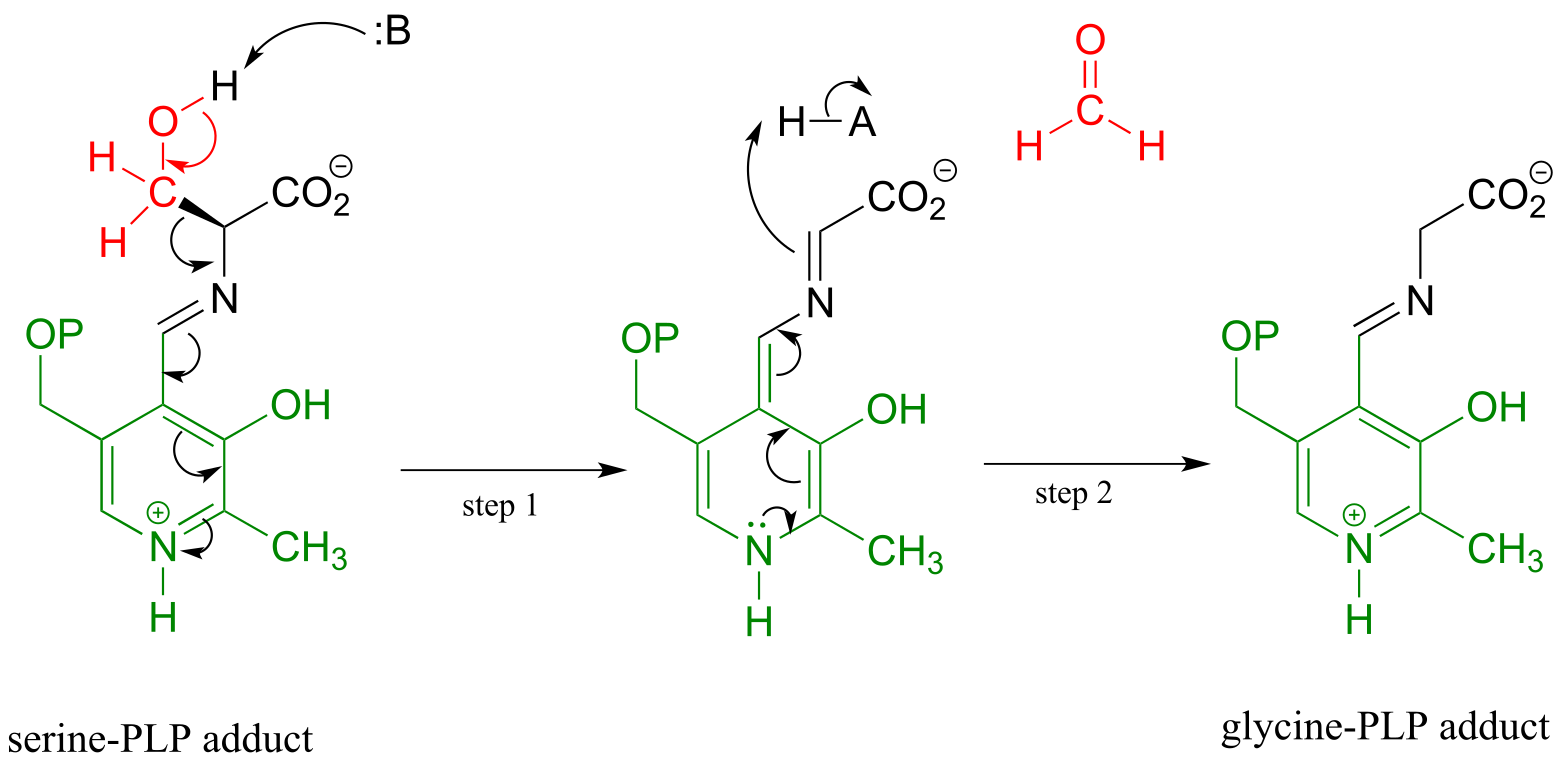 :B
H
O
H
C
H
CO2⊖
N
OP
OH
⊕
N
CH3
H
serine-PLP adduct
step 1
H—A
CO2⊖
N
OP
OH
N
CH3
H
O
C
H H
step 2
CO2⊖
N
OP
OH
⊕
N
CH3
H
glycine-PLP adduct